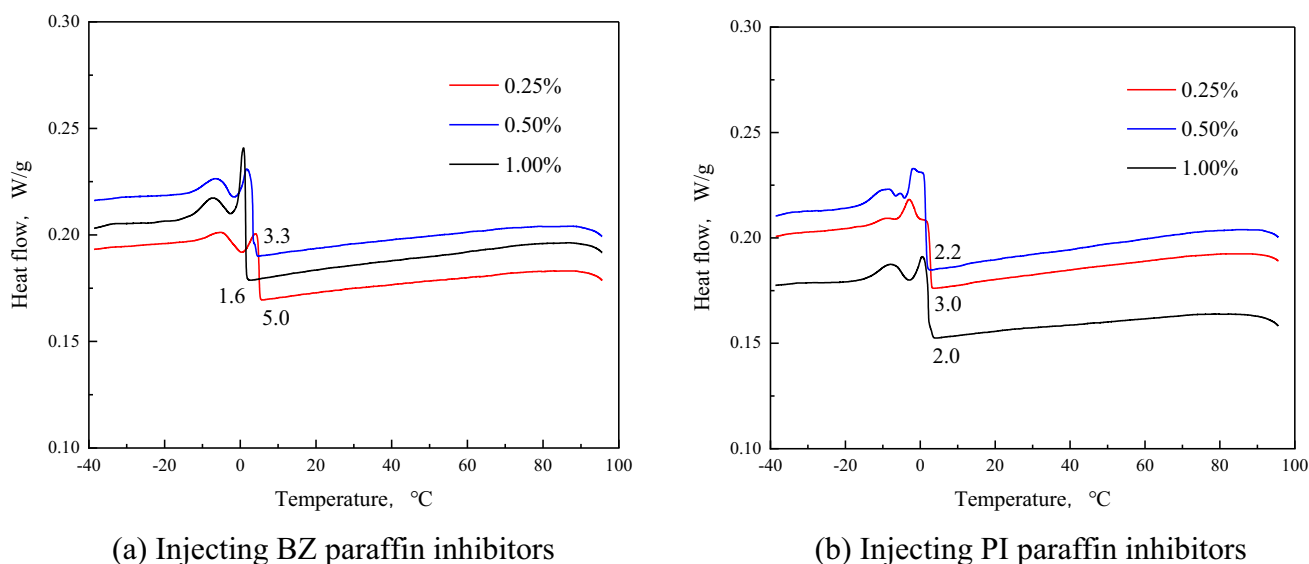 0.30
0.25
0.20
0.15
0.10
Heat flow, W/g
0.25%
0.50%
1.00%
3.3
1.6
5.0
-40 -20 0 20 40 60 80 100
Temperature, ℃
(a) Injecting BZ paraffin inhibitors
0.30
0.25
0.20
0.15
0.10
Heat flow, W/g
0.25%
0.50%
1.00%
2.2
3.0
2.0
-40 -20 0 20 40 60 80 100
Temperature, ℃
(b) Injecting PI paraffin inhibitors